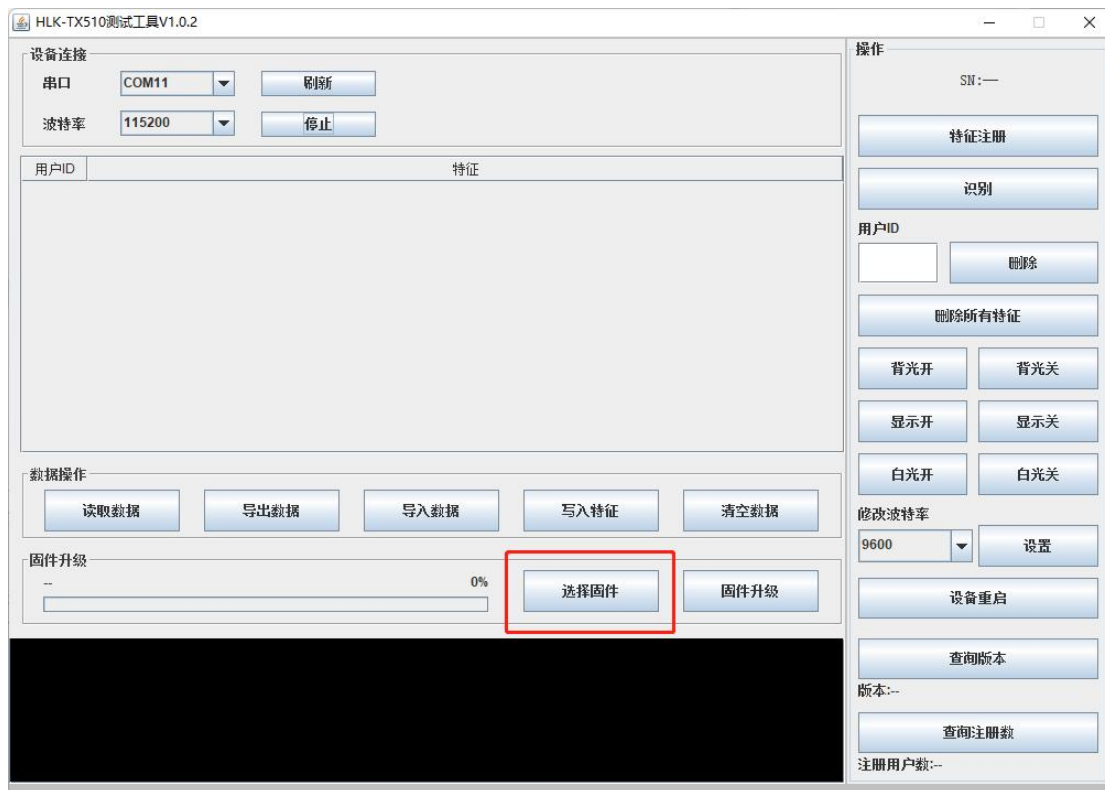 HLK-TX510测试工具V1.0.2
设备连接
串口 COM11 刷新
波特率 115200 停止
用户ID 特征
数据操作
读取数据 导出数据 导入数据 写入特征 清空数据
固件升级
-- 0% 选择固件 固件升级
操作
SN:—
特征注册
识别
用户ID
删除
删除所有特征
背光开 背光关
显示开 显示关
白光开 白光关
修改波特率
9600 设置
设备重启
查询版本
版本:--
查询注册数
注册用户数:--